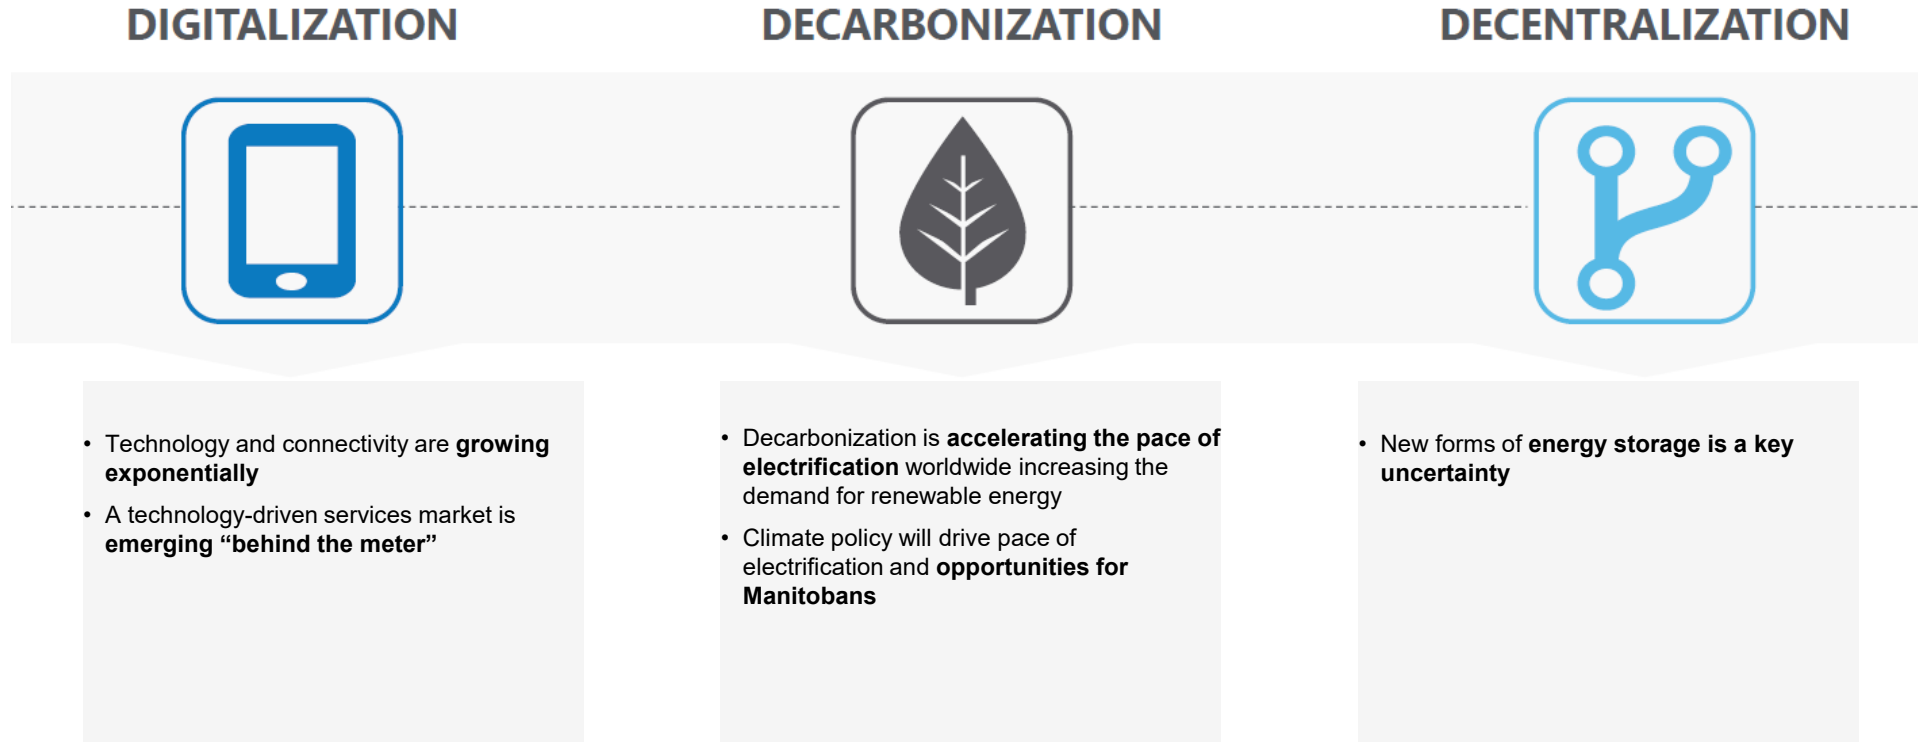 DIGITALIZATION
DECARBONIZATION
DECENTRALIZATION
• Technology and connectivity are growing
exponentially
• A technology-driven services market is
emerging “behind the meter”
• Decarbonization is accelerating the pace of
electrification worldwide increasing the
demand for renewable energy
• Climate policy will drive pace of
electrification and opportunities for
Manitobans
• New forms of energy storage is a key
uncertainty